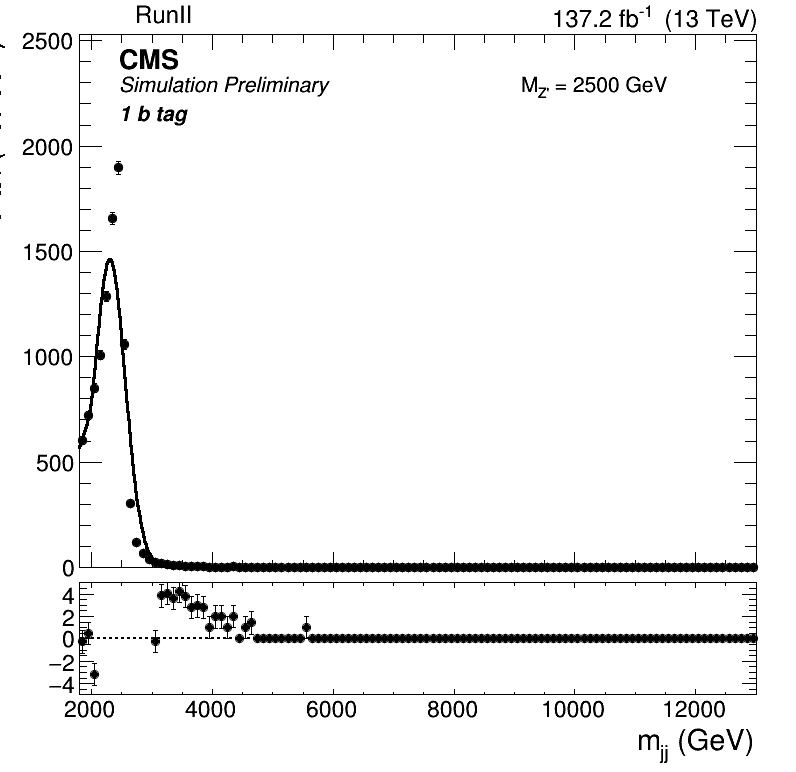 RunII 137.2 fb-1 (13 TeV)
2500
CMS
Simulation Preliminary
MZ' = 2500 GeV
1 b tag
2000
1500
1000
500
0
4
2
0
−2
−4
2000 4000 6000 8000 10000 12000
mjj (GeV)